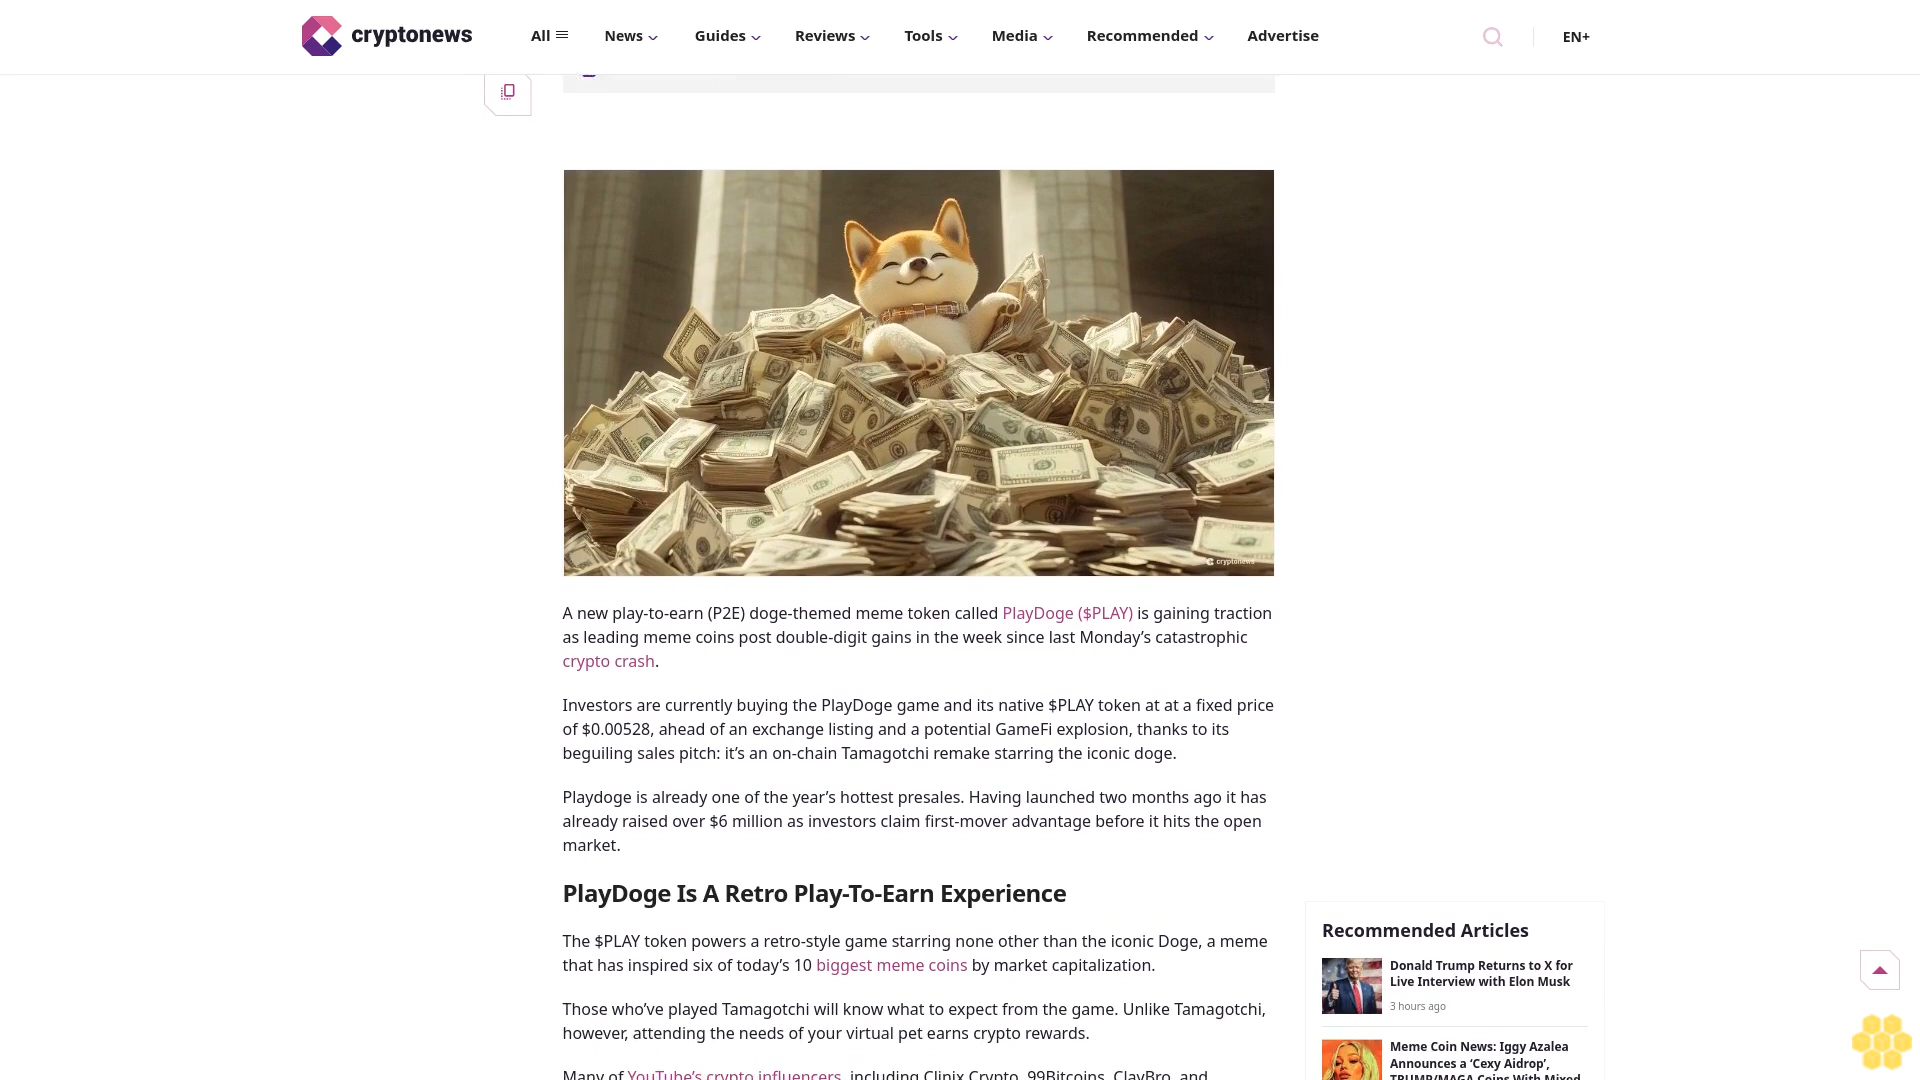 cryptonews
All
News
Guides
Reviews
Tools
Media
Recommended
Advertise
EN+
cryptonews
A new play-to-earn (P2E) doge-themed meme token called PlayDoge ($PLAY) is gaining traction
as leading meme coins post double-digit gains in the week since last Monday’s catastrophic
crypto crash.
Investors are currently buying the PlayDoge game and its native $PLAY token at at a fixed price
of $0.00528, ahead of an exchange listing and a potential GameFi explosion, thanks to its
beguiling sales pitch: it’s an on-chain Tamagotchi remake starring the iconic doge.
Playdoge is already one of the year’s hottest presales. Having launched two months ago it has
already raised over $6 million as investors claim first-mover advantage before it hits the open
market.
PlayDoge Is A Retro Play-To-Earn Experience
The $PLAY token powers a retro-style game starring none other than the iconic Doge, a meme
that has inspired six of today’s 10 biggest meme coins by market capitalization.
Those who’ve played Tamagotchi will know what to expect from the game. Unlike Tamagotchi,
however, attending the needs of your virtual pet earns crypto rewards.
Many of YouTube’s crypto influencers, including Clinix Crypto, 99Bitcoins, ClayBro, and
Recommended Articles
Donald Trump Returns to X for
Live Interview with Elon Musk
3 hours ago
Meme Coin News: Iggy Azalea
Announces a ‘Cexy Aidrop’,
TRUMP/MAGA Coins With Mixed